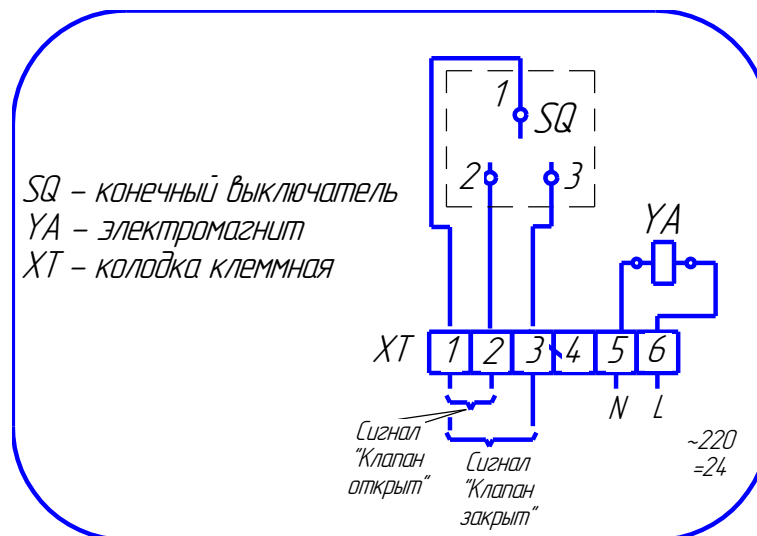 1
SQ
2
3
SQ – конечный выключатель
YA – электромагнит
XT – колодка клеммная
YA
XT 1 2 3 4 5 6
N L
Сигнал
"Клапан
открыт"
Сигнал
"Клапан
закрыт"
~220
=24